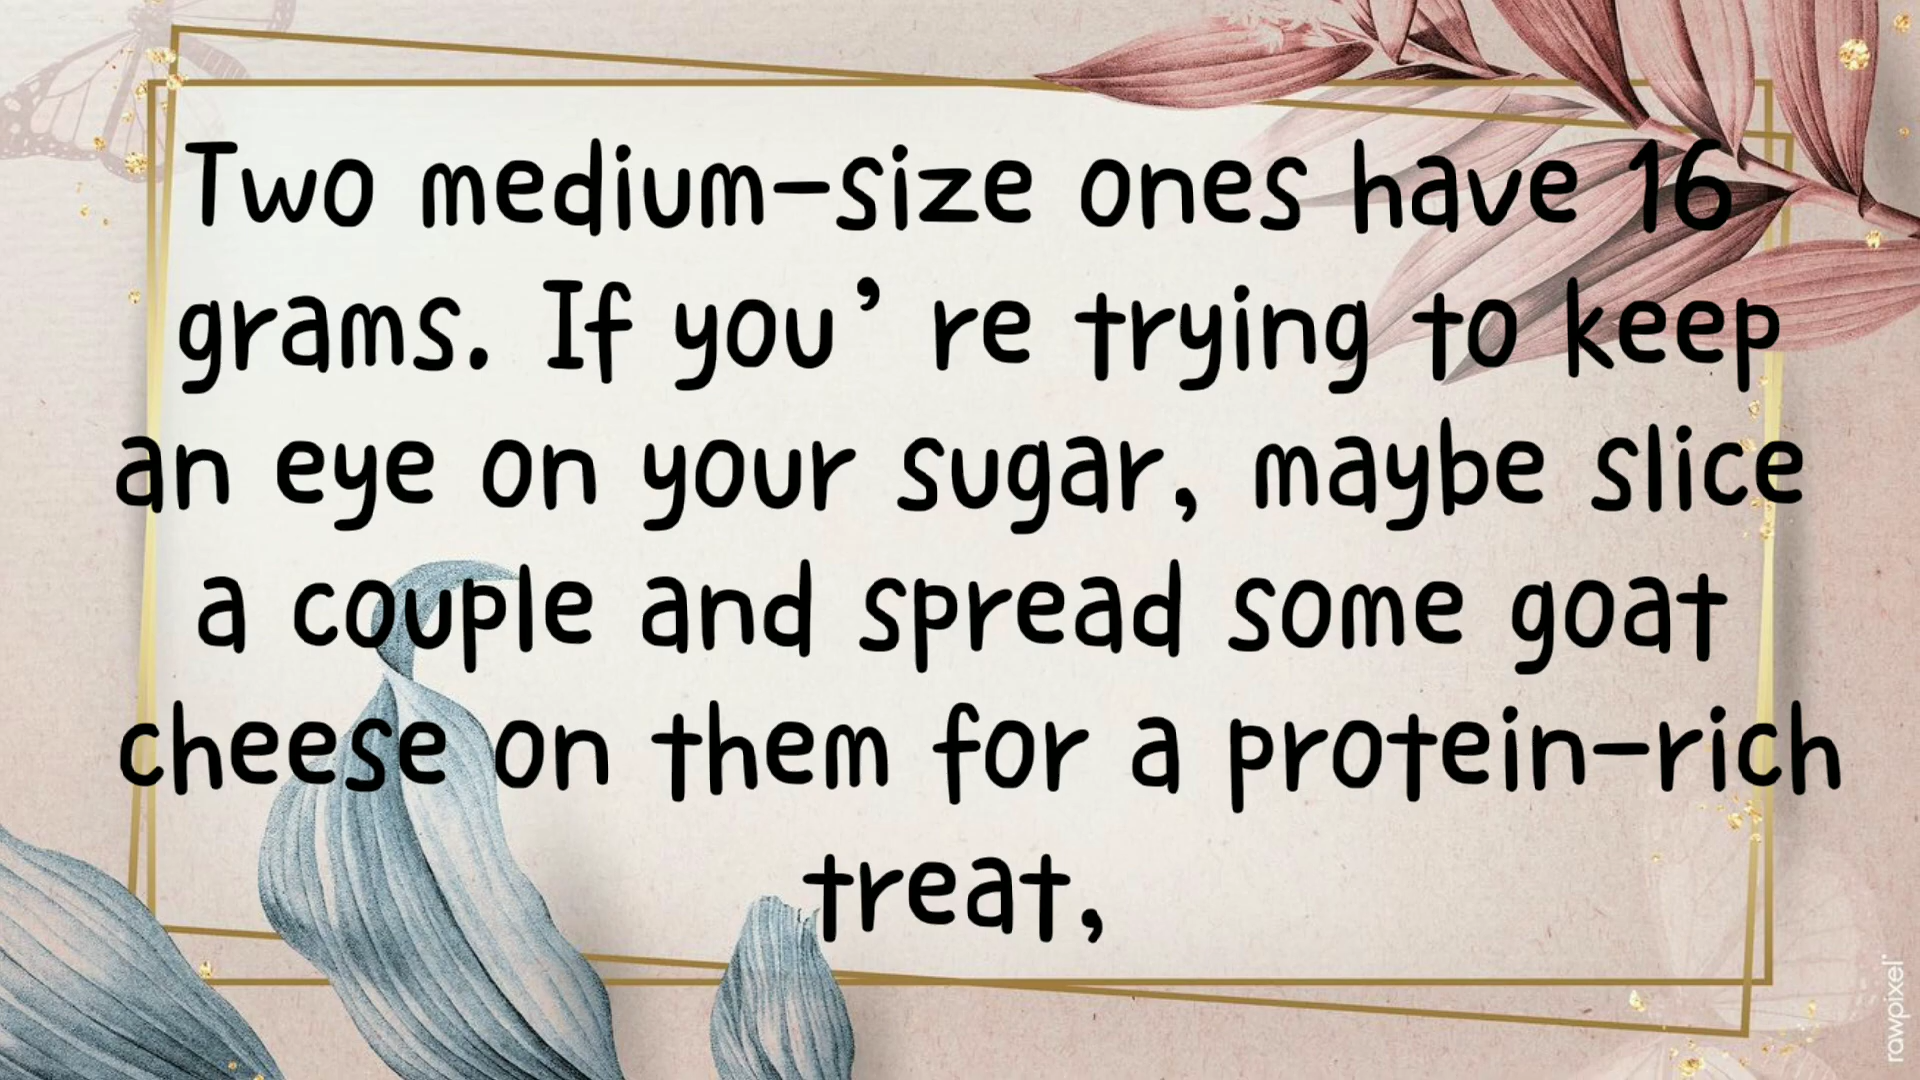 Two medium-size ones have 16
grams. If you’ re trying to keep
an eye on your sugar, maybe slice
a couple and spread some goat
cheese on them for a protein-rich
treat,
rawpixel